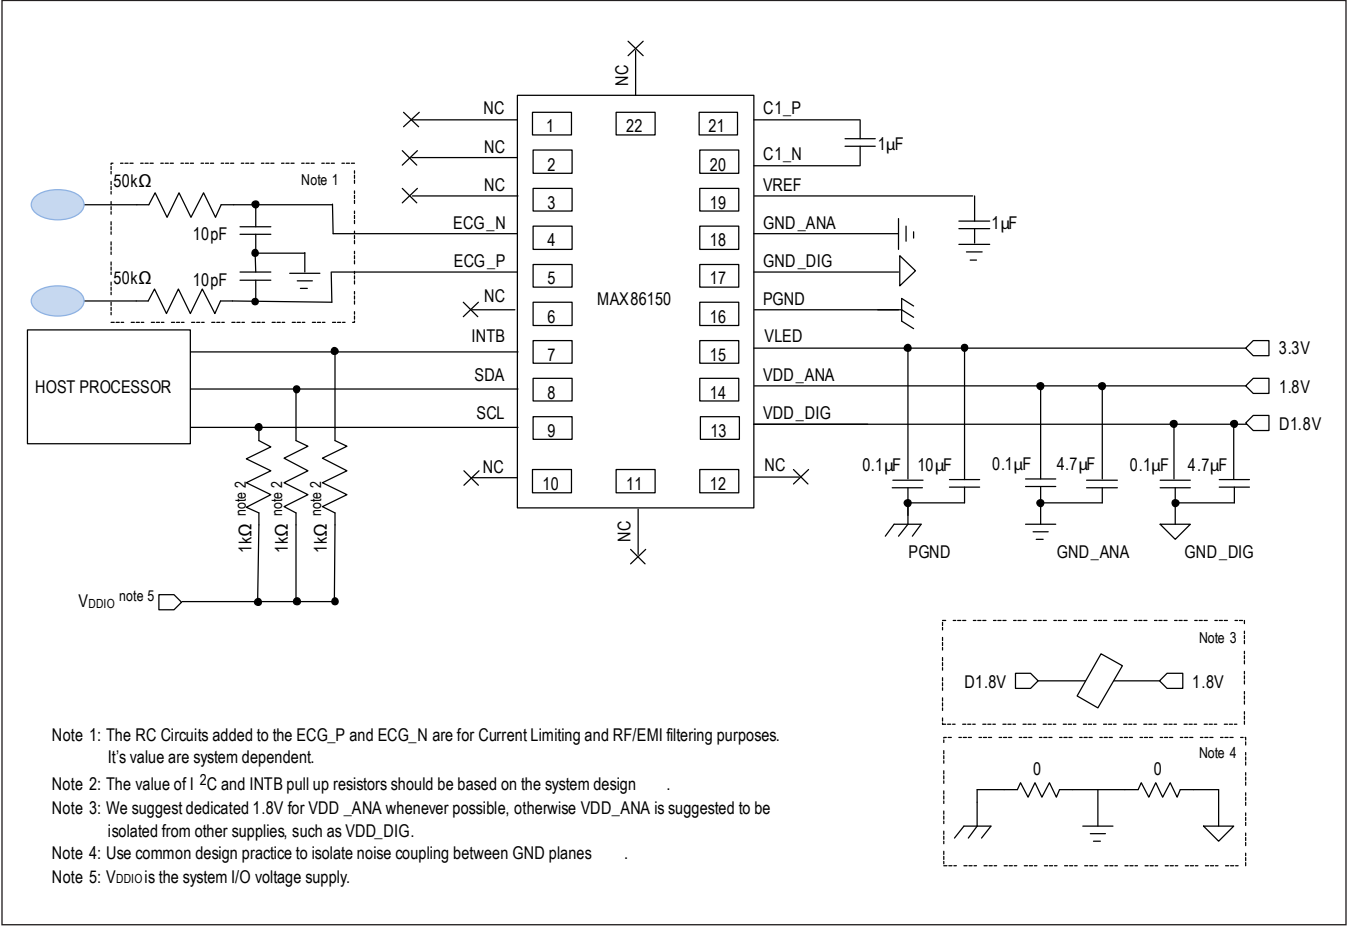 NC
NC
1
22
21
C1_P
1µF
NC
2
20
C1_N
NC
3
19
VREF
1µF
50kΩ
Note 1
10pF
ECG_N
4
18
GND_ANA
50kΩ
10pF
ECG_P
5
17
GND_DIG
MAX86150
NC
6
16
PGND
HOST PROCESSOR
INTB
7
15
VLED
3.3V
SDA
8
14
VDD_ANA
1.8V
SCL
9
13
VDD_DIG
D1.8V
NC
10
11
12
NC
NC
0.1µF
10µF
0.1µF
4.7µF
0.1µF
4.7µF
PGND
GND_ANA
GND_DIG
1kΩ note 2
1kΩ note 2
1kΩ note 2
VDDIO note 5
Note 3
D1.8V
1.8V
Note 4
0
0
Note 1: The RC Circuits added to the ECG_P and ECG_N are for Current Limiting and RF/EMI filtering purposes.
It's value are system dependent.
Note 2: The value of I 2C and INTB pull up resistors should be based on the system design .
Note 3: We suggest dedicated 1.8V for VDD _ANA whenever possible, otherwise VDD_ANA is suggested to be
isolated from other supplies, such as VDD_DIG.
Note 4: Use common design practice to isolate noise coupling between GND planes .
Note 5: VDDIO is the system I/O voltage supply.